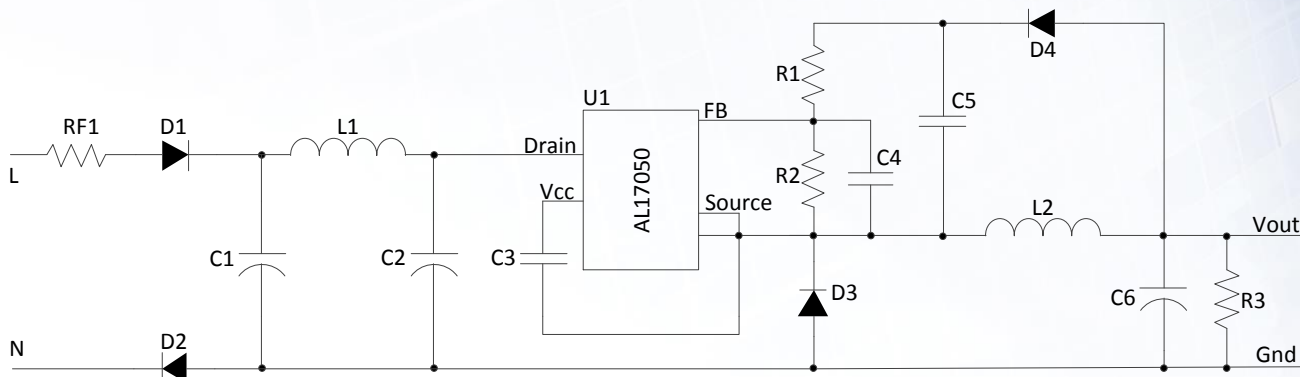 D4
R1
U1
C5
FB
RF1
D1
L1
Drain
C4
L
R2
Vcc
AL17050
Source
L2
Vout
C1
C2
C3
D3
C6
R3
N
D2
Gnd